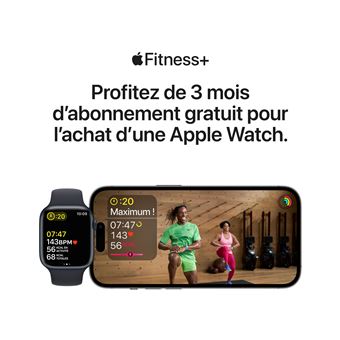 Fitness+
Profitez de 3 mois
d’abonnement gratuit pour
l’achat d’une Apple Watch.
:20
10:09
07:47
143BPM
56
68
:20
Maximum !
07:47
143
56